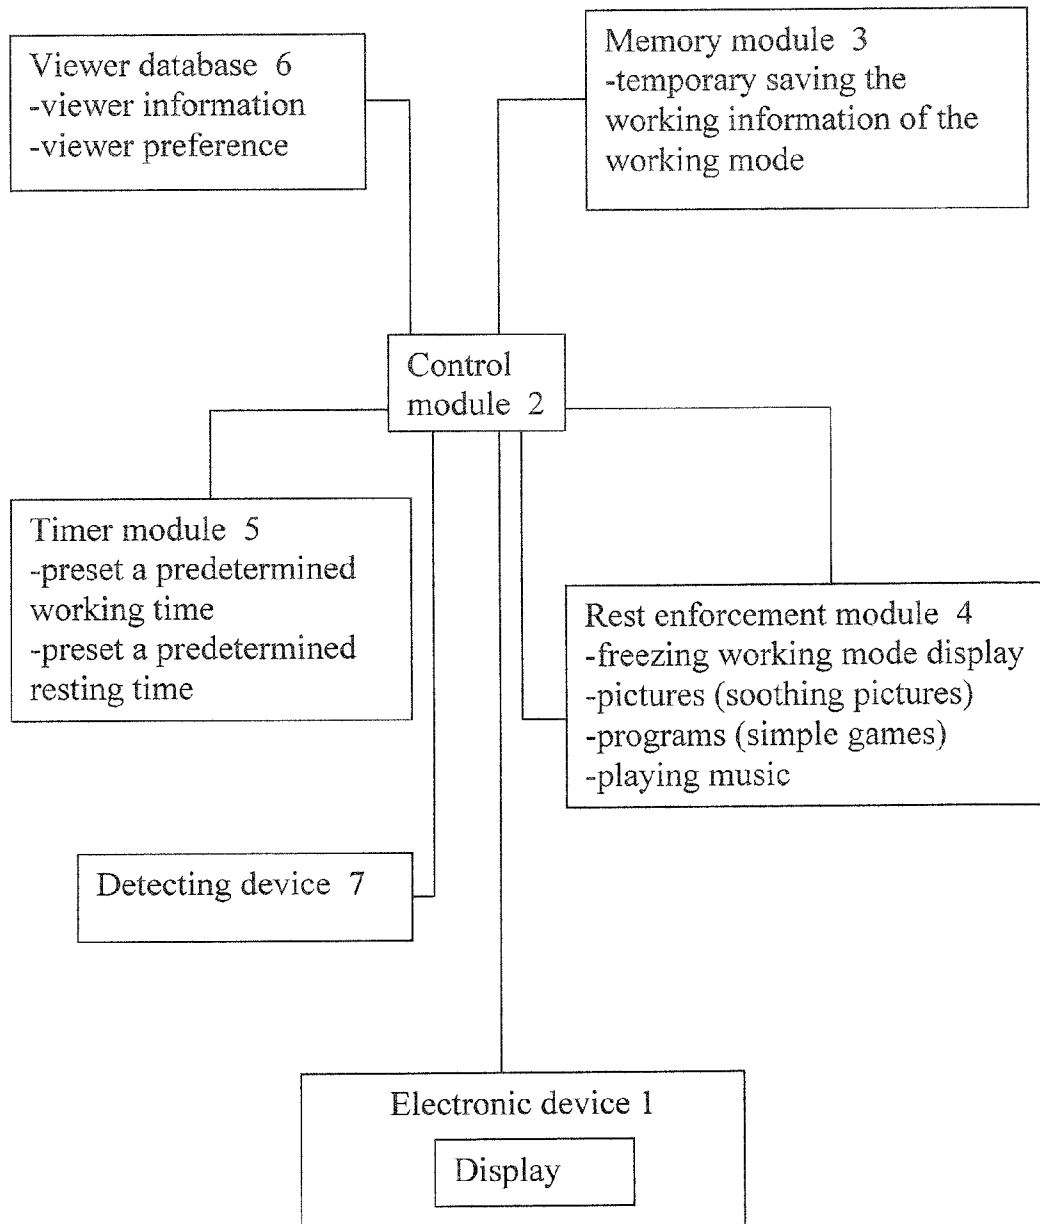 Viewer database 6
-viewer information
-viewer preference
Memory module 3
-temporary saving the
working information of the
working mode
Control
module 2
Timer module 5
-preset a predetermined
working time
-preset a predetermined
resting time
Rest enforcement module 4
-freezing working mode display
-pictures (soothing pictures)
-programs (simple games)
-playing music
Detecting device 7
Electronic device 1
Display